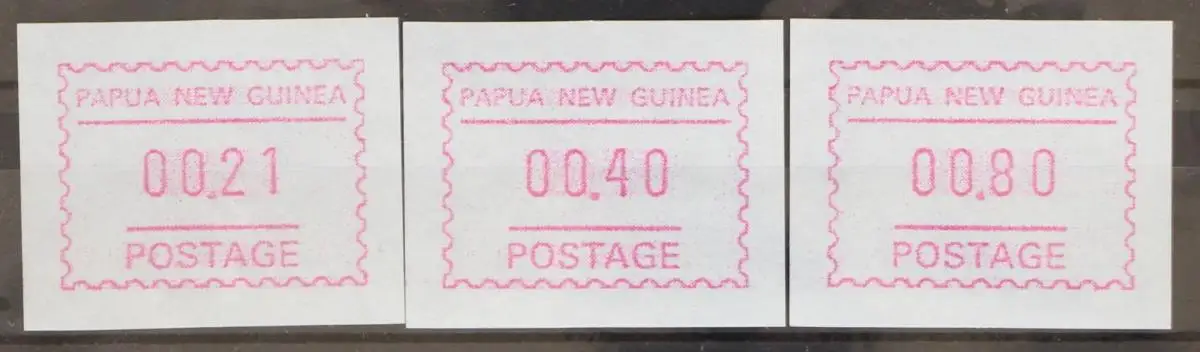 PAPUA NEW GUINEA
00.21
POSTAGE
PAPUA NEW GUINEA
00.40
POSTAGE
PAPUA NEW GUINEA
00.80
POSTAGE